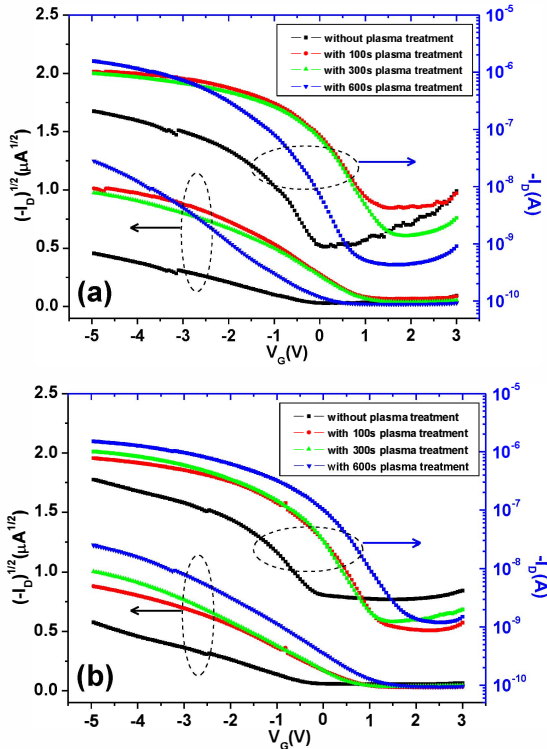 2.5
2.0
1.5
1.0
0.5
0.0
(-I_D)^1/2(μA^1/2)
without plasma treatment
with 100s plasma treatment
with 300s plasma treatment
with 600s plasma treatment
10^-5
10^-6
10^-7
10^-8
10^-9
10^-10
-I_D(A)
(a)
-5 -4 -3 -2 -1 0 1 2 3
V_G(V)
2.5
2.0
1.5
1.0
0.5
0.0
(-I_D)^1/2(μA^1/2)
without plasma treatment
with 100s plasma treatment
with 300s plasma treatment
with 600s plasma treatment
10^-5
10^-6
10^-7
10^-8
10^-9
10^-10
-I_D(A)
(b)
-5 -4 -3 -2 -1 0 1 2 3
V_G(V)